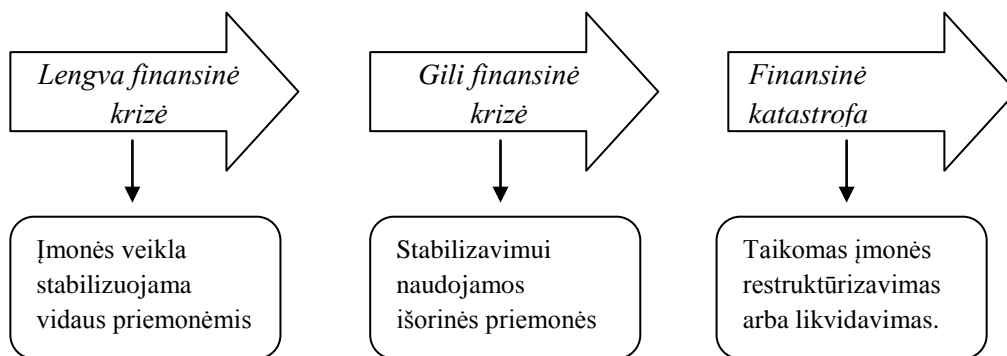 Lengva finansinė
krizė
Gili finansinė
krizė
Finansinė
katastrofa
Įmonės veikla
stabilizuojama
vidaus priemonėmis
Stabilizavimui
naudojamos
išorinės priemonės
Taikomas įmonės
restruktūrizavimas
arba likvidavimas.